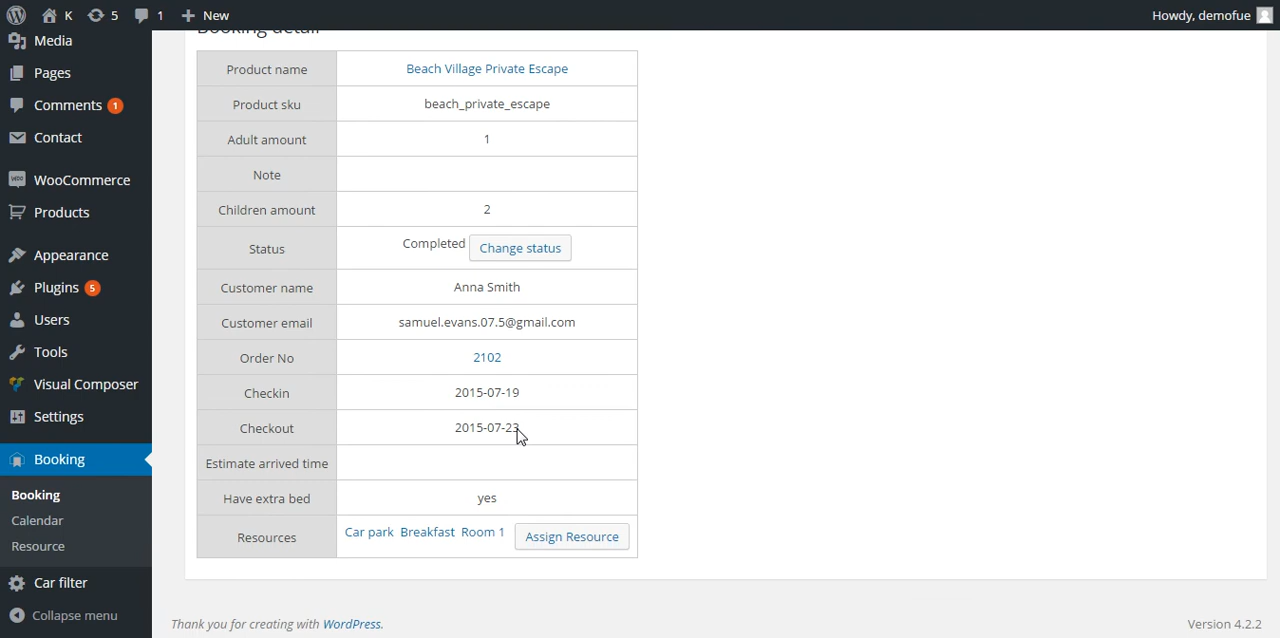 K 5 1 New Howdy, demofue
Media
Pages
Comments 1
Contact
WooCommerce
Products
Appearance
Plugins 5
Users
Tools
Visual Composer
Settings
Booking
Booking
Calendar
Resource
Car filter
Collapse menu
Booking detail
Product name Beach Village Private Escape
Product sku beach_private_escape
Adult amount 1
Note
Children amount 2
Status Completed Change status
Customer name Anna Smith
Customer email samuel.evans.07.5@gmail.com
Order No 2102
Checkin 2015-07-19
Checkout 2015-07-23
Estimate arrived time
Have extra bed yes
Resources Car park Breakfast Room 1 Assign Resource
Thank you for creating with WordPress. Version 4.2.2